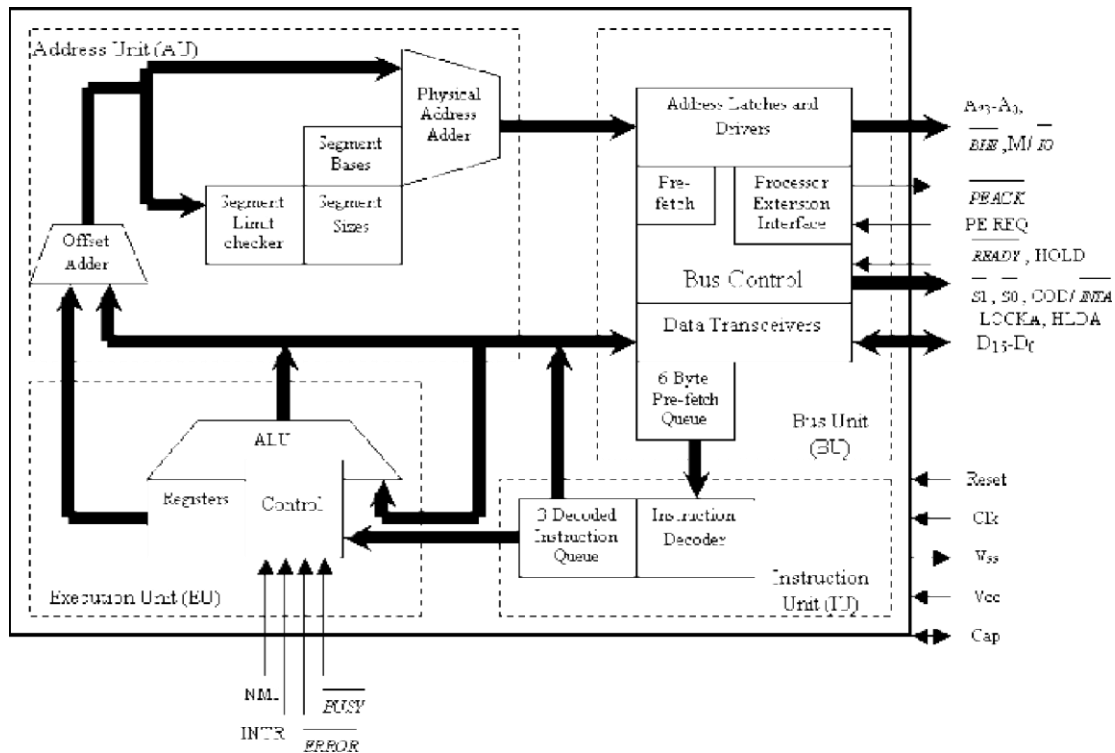 Address Unit (AU)
Physical
Address
Adder
Segment
Bases
Segment
Limit
checker
Segment
Sizes
Offset
Adder
Address Latches and
Drivers
Pre-
fetch
Processor
Extension
Interface
Bus Control
Data Transceivers
6 Byte
Pre-fetch
Queue
Bus Unit
(BU)
ALU
Registers
Control
Execution Unit (EU)
3 Decoded
Instruction
Queue
Instruction
Decoder
Instruction
Unit (IU)
A23-A0,
BHE ,M/ IO
PEACK
PE REQ
READY , HOLD
S1 , S0 , COD/ INTA
LOCKA, HLDA
D15-D0
Reset
Clk
Vss
Vcc
Cap
NMI
BUSY
INTR
ERROR